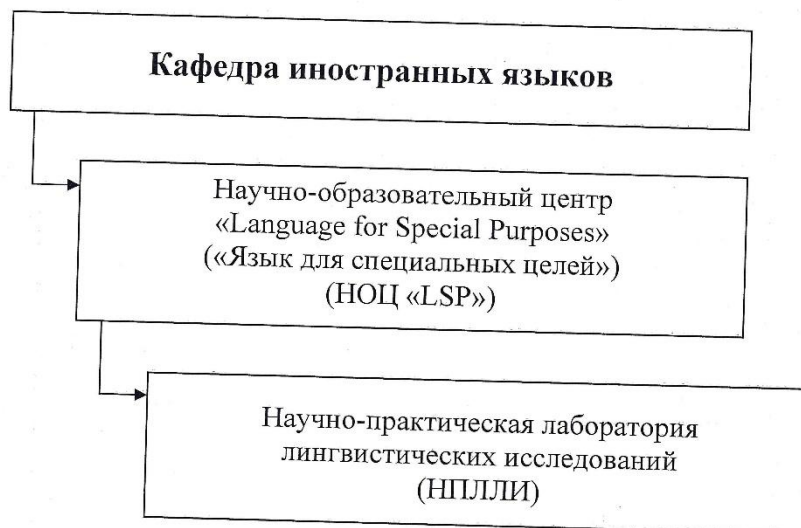 Кафедра иностранных языков
Научно-образовательный центр
«Language for Special Purposes»
(«Язык для специальных целей»)
(НОЦ «LSP»)
Научно-практическая лаборатория
лингвистических исследований
(НПЛЛИ)